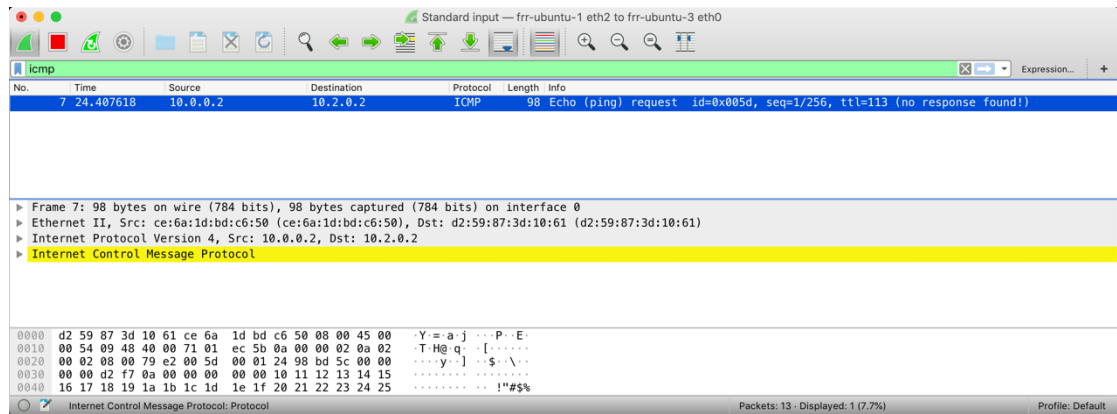 Standard input — frr-ubuntu-1 eth2 to frr-ubuntu-3 eth0
icmp Expression... +
No. Time Source Destination Protocol Length Info
7 24.407618 10.0.0.2 10.2.0.2 ICMP 98 Echo (ping) request id=0x005d, seq=1/256, ttl=113 (no response found!)
Frame 7: 98 bytes on wire (784 bits), 98 bytes captured (784 bits) on interface 0
Ethernet II, Src: ce:6a:1d:bd:c6:50 (ce:6a:1d:bd:c6:50), Dst: d2:59:87:3d:10:61 (d2:59:87:3d:10:61)
Internet Protocol Version 4, Src: 10.0.0.2, Dst: 10.2.0.2
Internet Control Message Protocol
0000 d2 59 87 3d 10 61 ce 6a 1d bd c6 50 08 00 45 00 ·Y·=·a·j ···P··E·
0010 00 54 09 48 40 00 71 01 ec 5b 0a 00 00 02 0a 02 ·T·H@·q· ·[······
0020 00 02 08 00 79 e2 00 5d 00 01 24 98 bd 5c 00 00 ····y··] ··$··\··
0030 00 00 d2 f7 0a 00 00 00 00 00 10 11 12 13 14 15 ········ ········
0040 16 17 18 19 1a 1b 1c 1d 1e 1f 20 21 22 23 24 25 ········ ·· !"#$%
Internet Control Message Protocol: Protocol Packets: 13 · Displayed: 1 (7.7%) Profile: Default